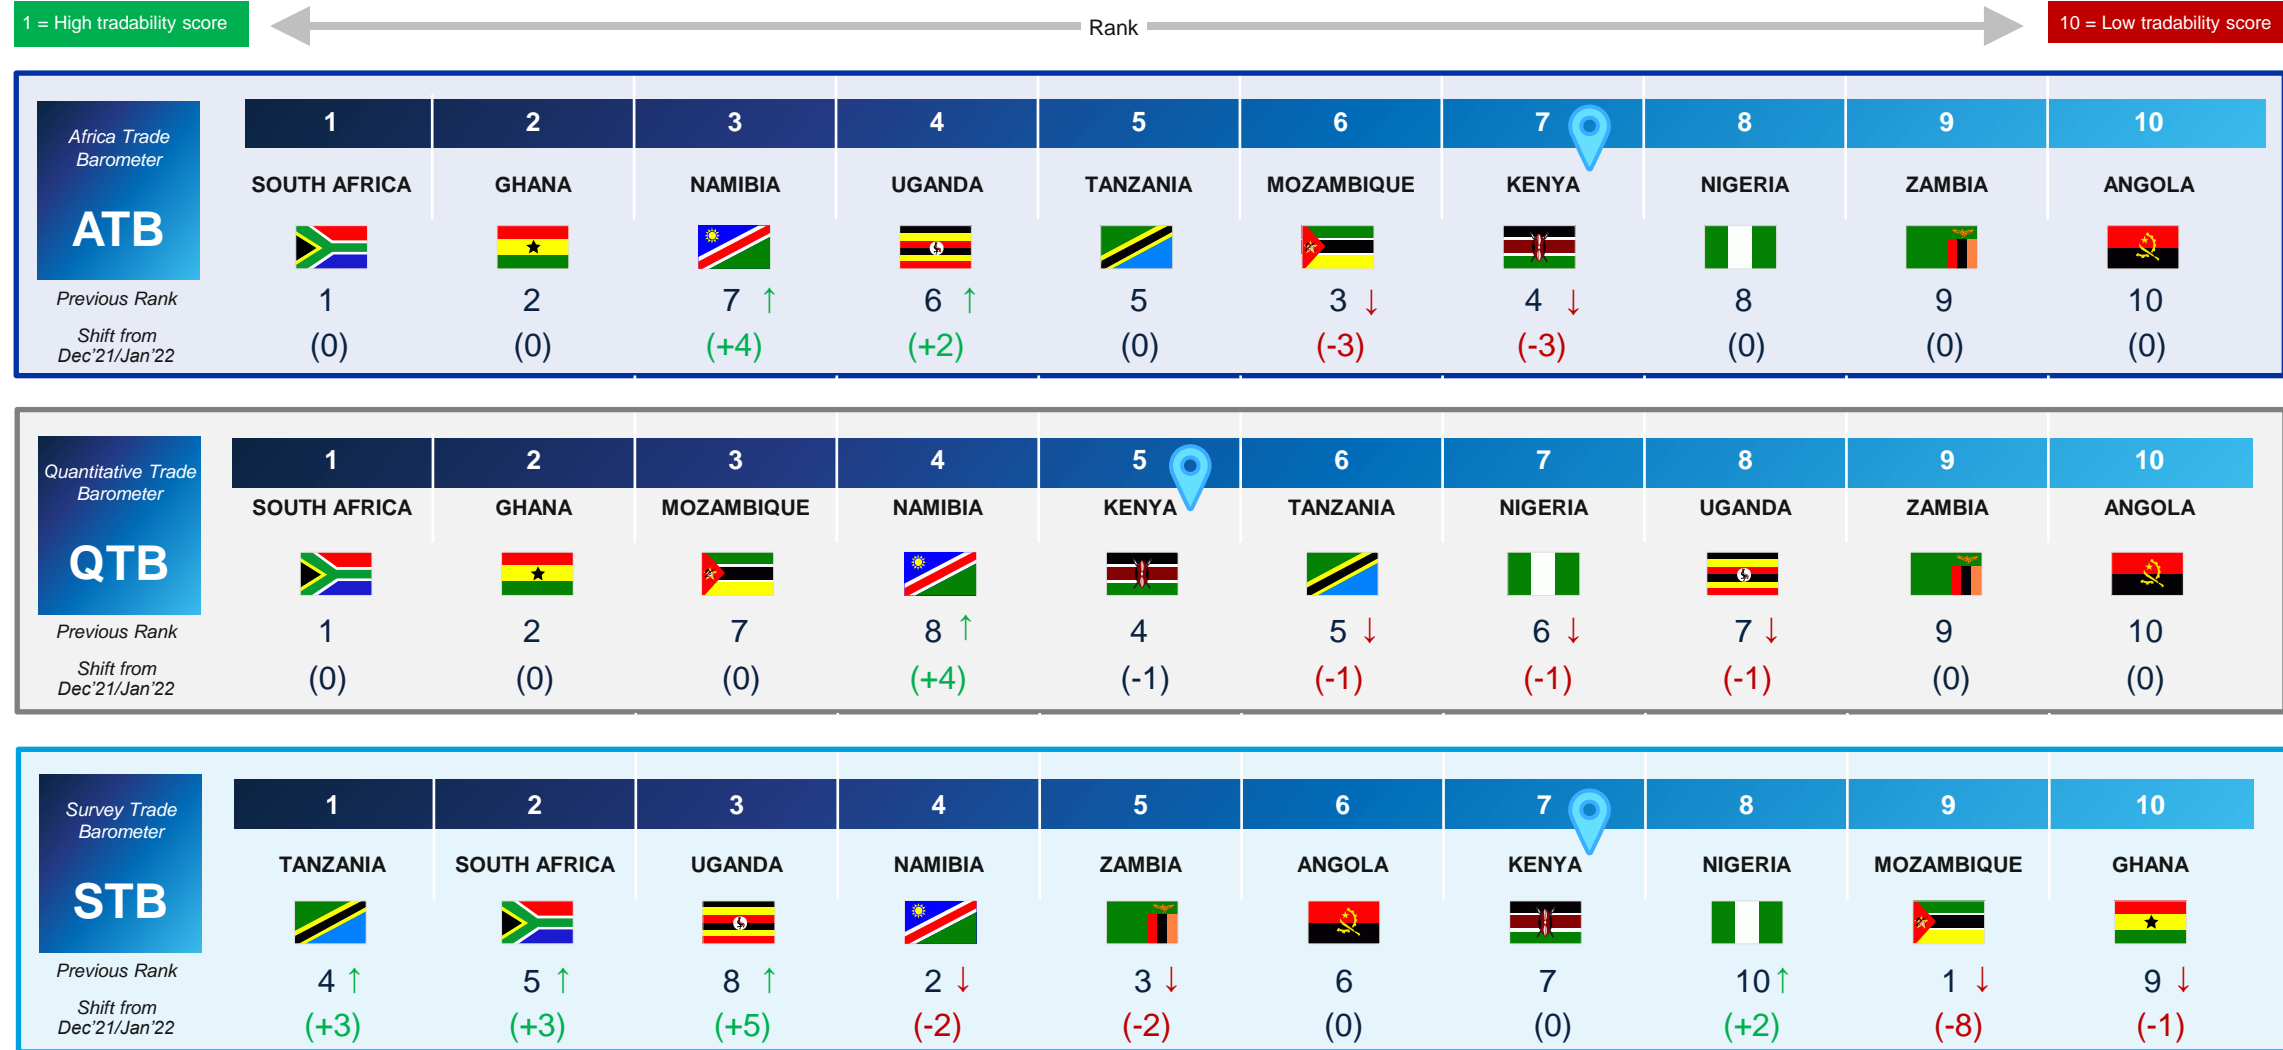 1 = High tradability score
Rank
10 = Low tradability score
Africa Trade
Barometer
ATB
1 2 3 4 5 6 7 8 9 10
SOUTH AFRICA GHANA NAMIBIA UGANDA TANZANIA MOZAMBIQUE KENYA NIGERIA ZAMBIA ANGOLA
Previous Rank 1 2 7 ↑ 6 ↑ 5 3 ↓ 4 ↓ 8 9 10
Shift from
Dec'21/Jan'22 (0) (0) (+4) (+2) (0) (-3) (-3) (0) (0) (0)
Quantitative Trade
Barometer
QTB
1 2 3 4 5 6 7 8 9 10
SOUTH AFRICA GHANA MOZAMBIQUE NAMIBIA KENYA TANZANIA NIGERIA UGANDA ZAMBIA ANGOLA
Previous Rank 1 2 7 8 ↑ 4 5 ↓ 6 ↓ 7 ↓ 9 10
Shift from
Dec'21/Jan'22 (0) (0) (0) (+4) (-1) (-1) (-1) (-1) (0) (0)
Survey Trade
Barometer
STB
1 2 3 4 5 6 7 8 9 10
TANZANIA SOUTH AFRICA UGANDA NAMIBIA ZAMBIA ANGOLA KENYA NIGERIA MOZAMBIQUE GHANA
Previous Rank 4 ↑ 5 ↑ 8 ↑ 2 ↓ 3 ↓ 6 7 10 ↑ 1 ↓ 9 ↓
Shift from
Dec'21/Jan'22 (+3) (+3) (+5) (-2) (-2) (0) (0) (+2) (-8) (-1)